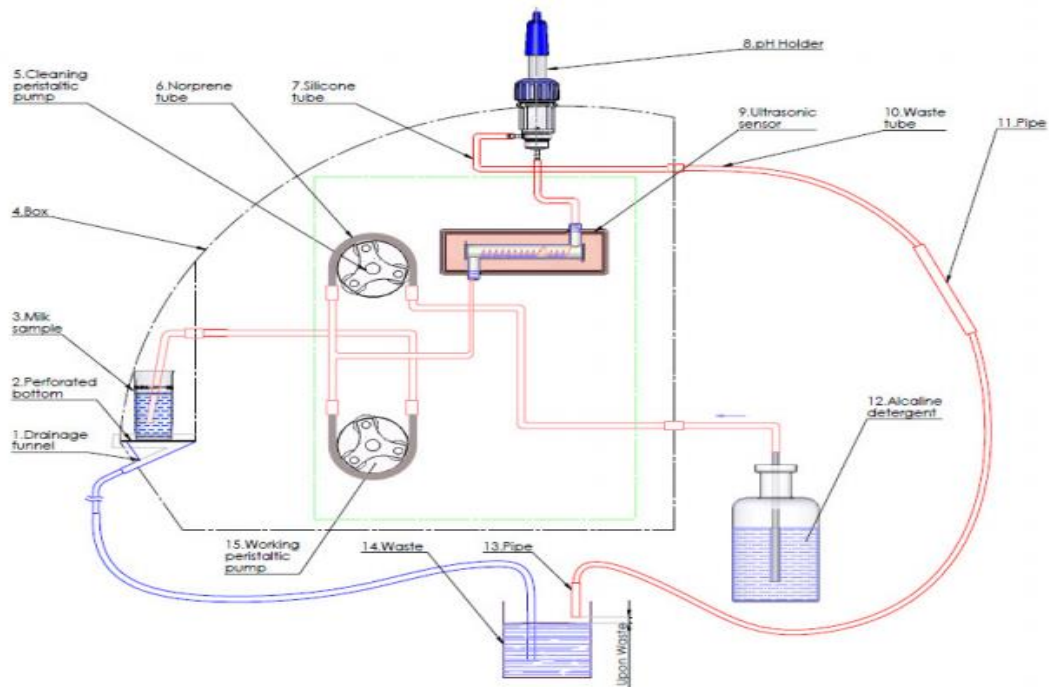 8.pH Holder
5.Cleaning
peristaltic
pump
6.Norprene
tube
7.Silicone
tube
9.Ultrasonic
sensor
10.Waste
tube
11.Pipe
4.Box
3.Milk
sample
2.Perforated
bottom
1.Drainage
funnel
12.Alcaline
detergent
15.Working
peristaltic
pump
14.Waste
13.Pipe
Upon Waste